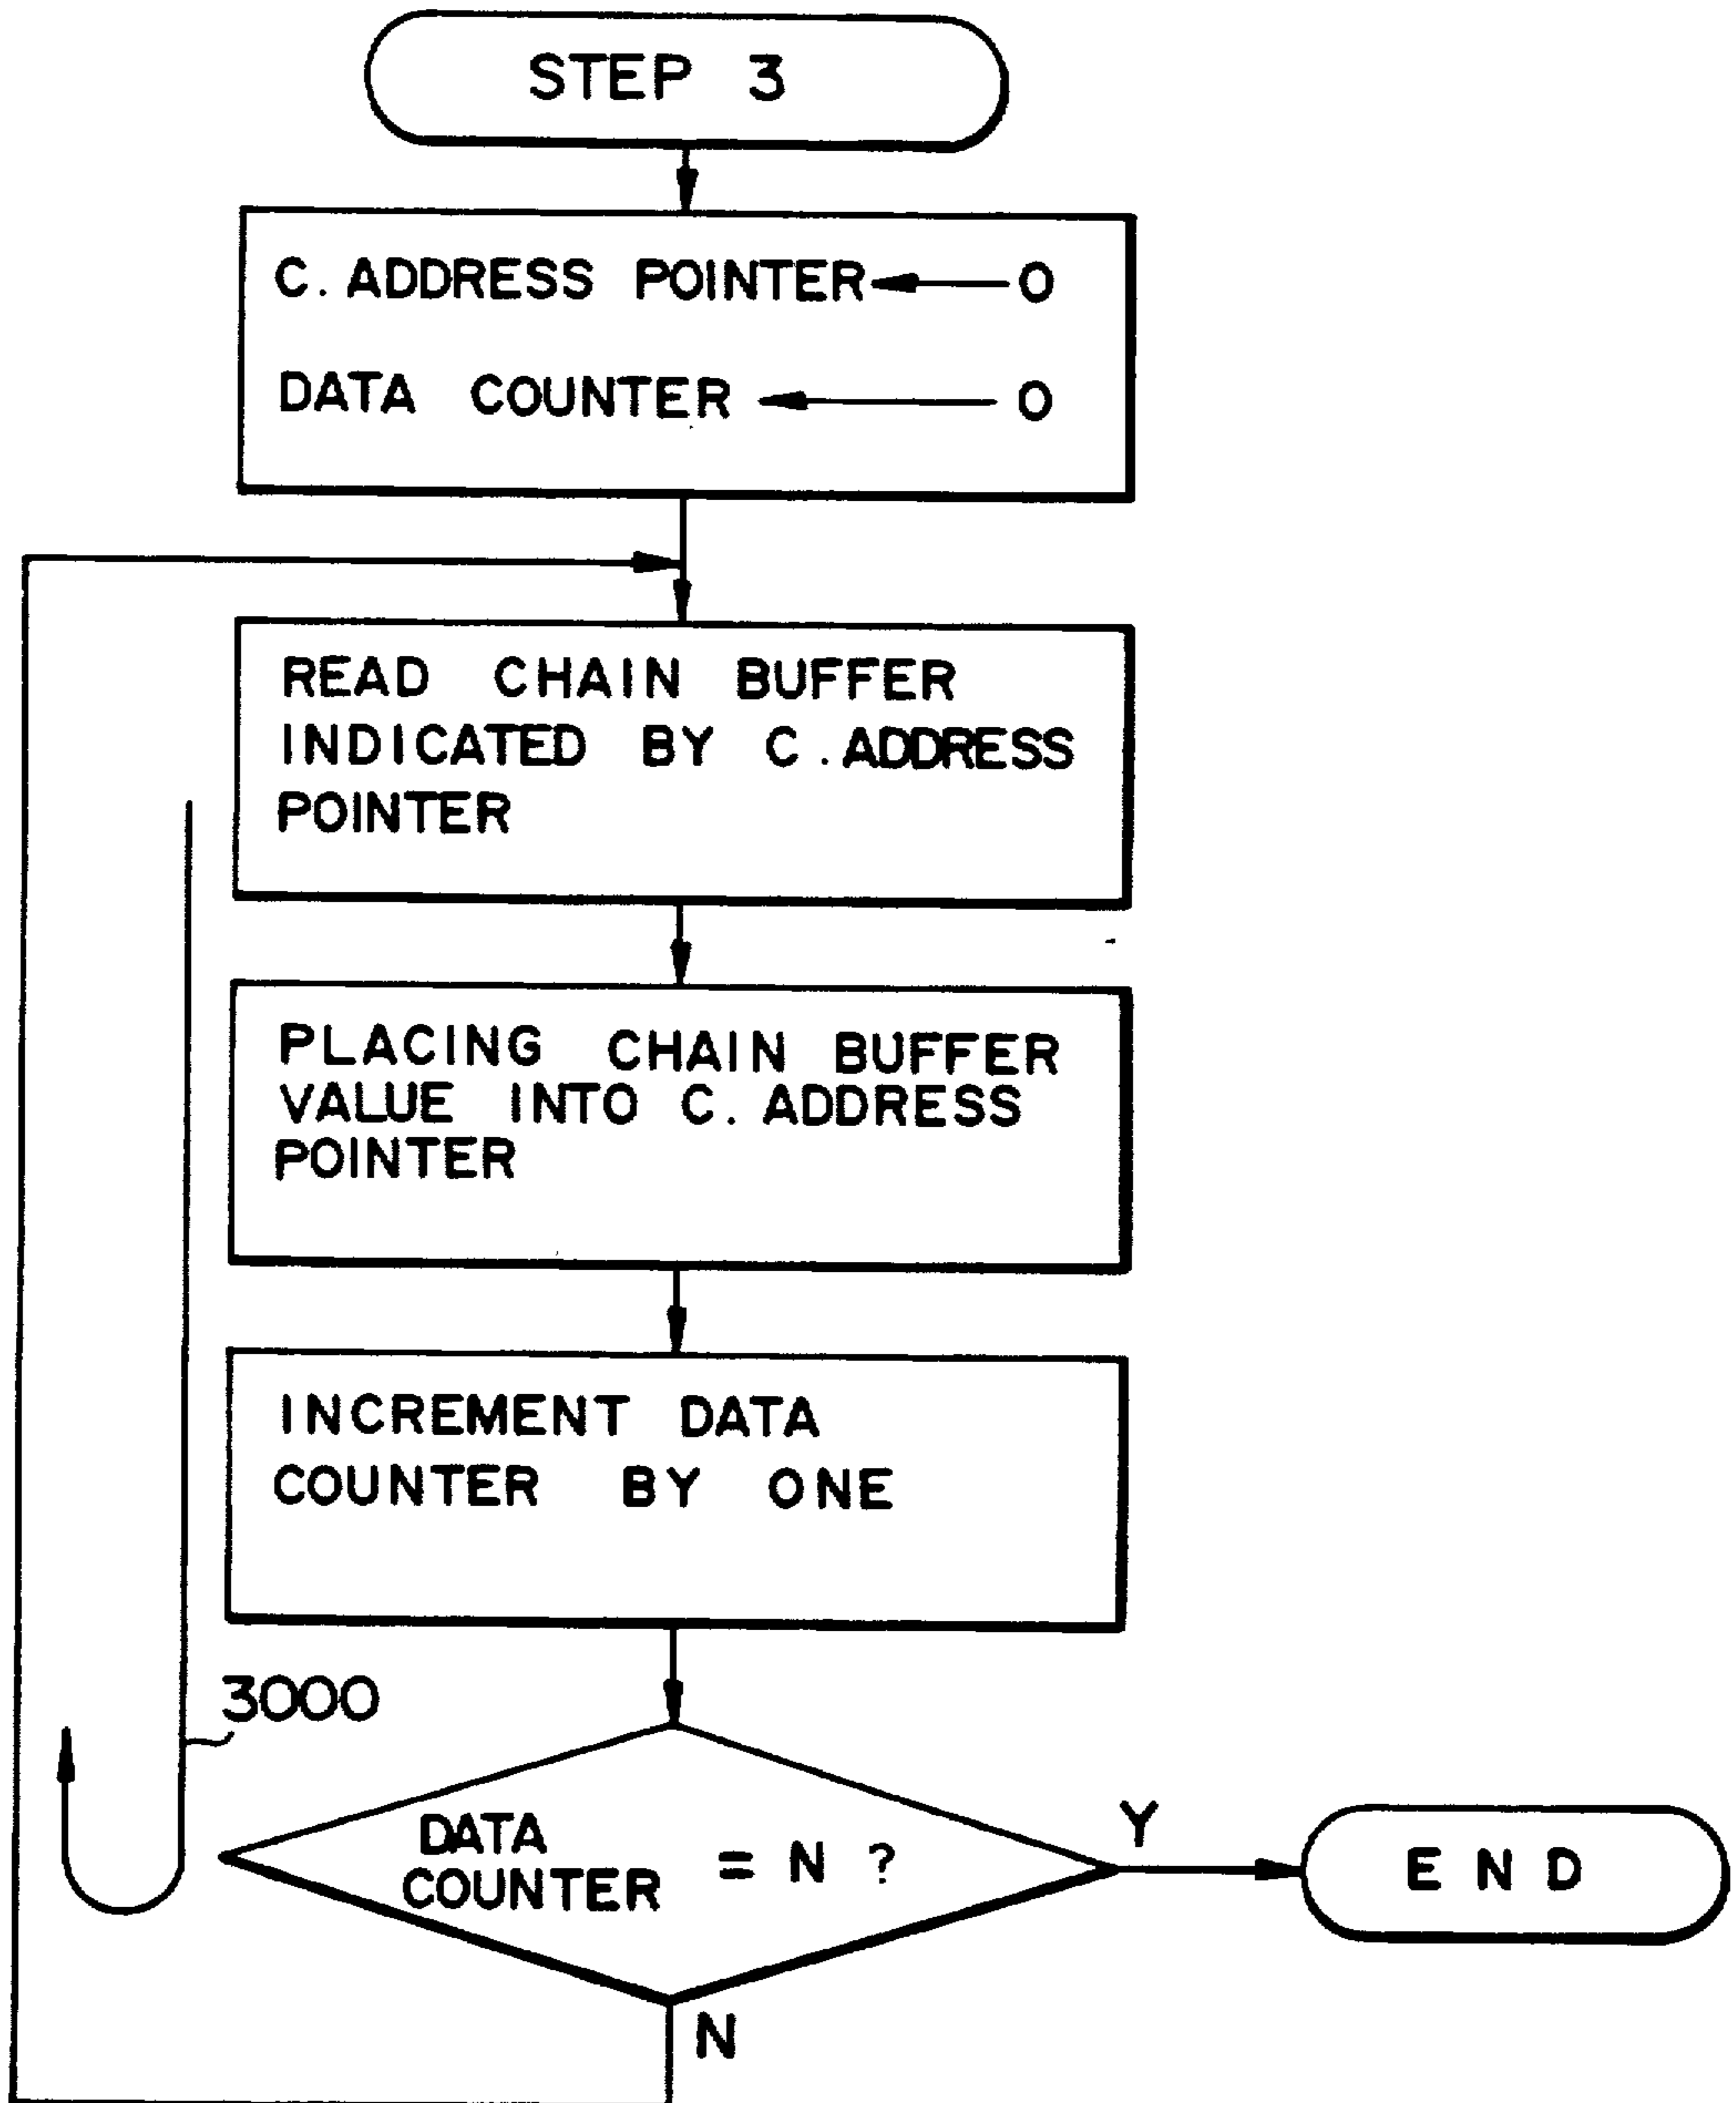 STEP 3
C. ADDRESS POINTER 0
DATA COUNTER 0
READ CHAIN BUFFER
INDICATED BY C. ADDRESS
POINTER
PLACING CHAIN BUFFER
VALUE INTO C. ADDRESS
POINTER
INCREMENT DATA
COUNTER BY ONE
3000
DATA
COUNTER = N ?
Y
END
N